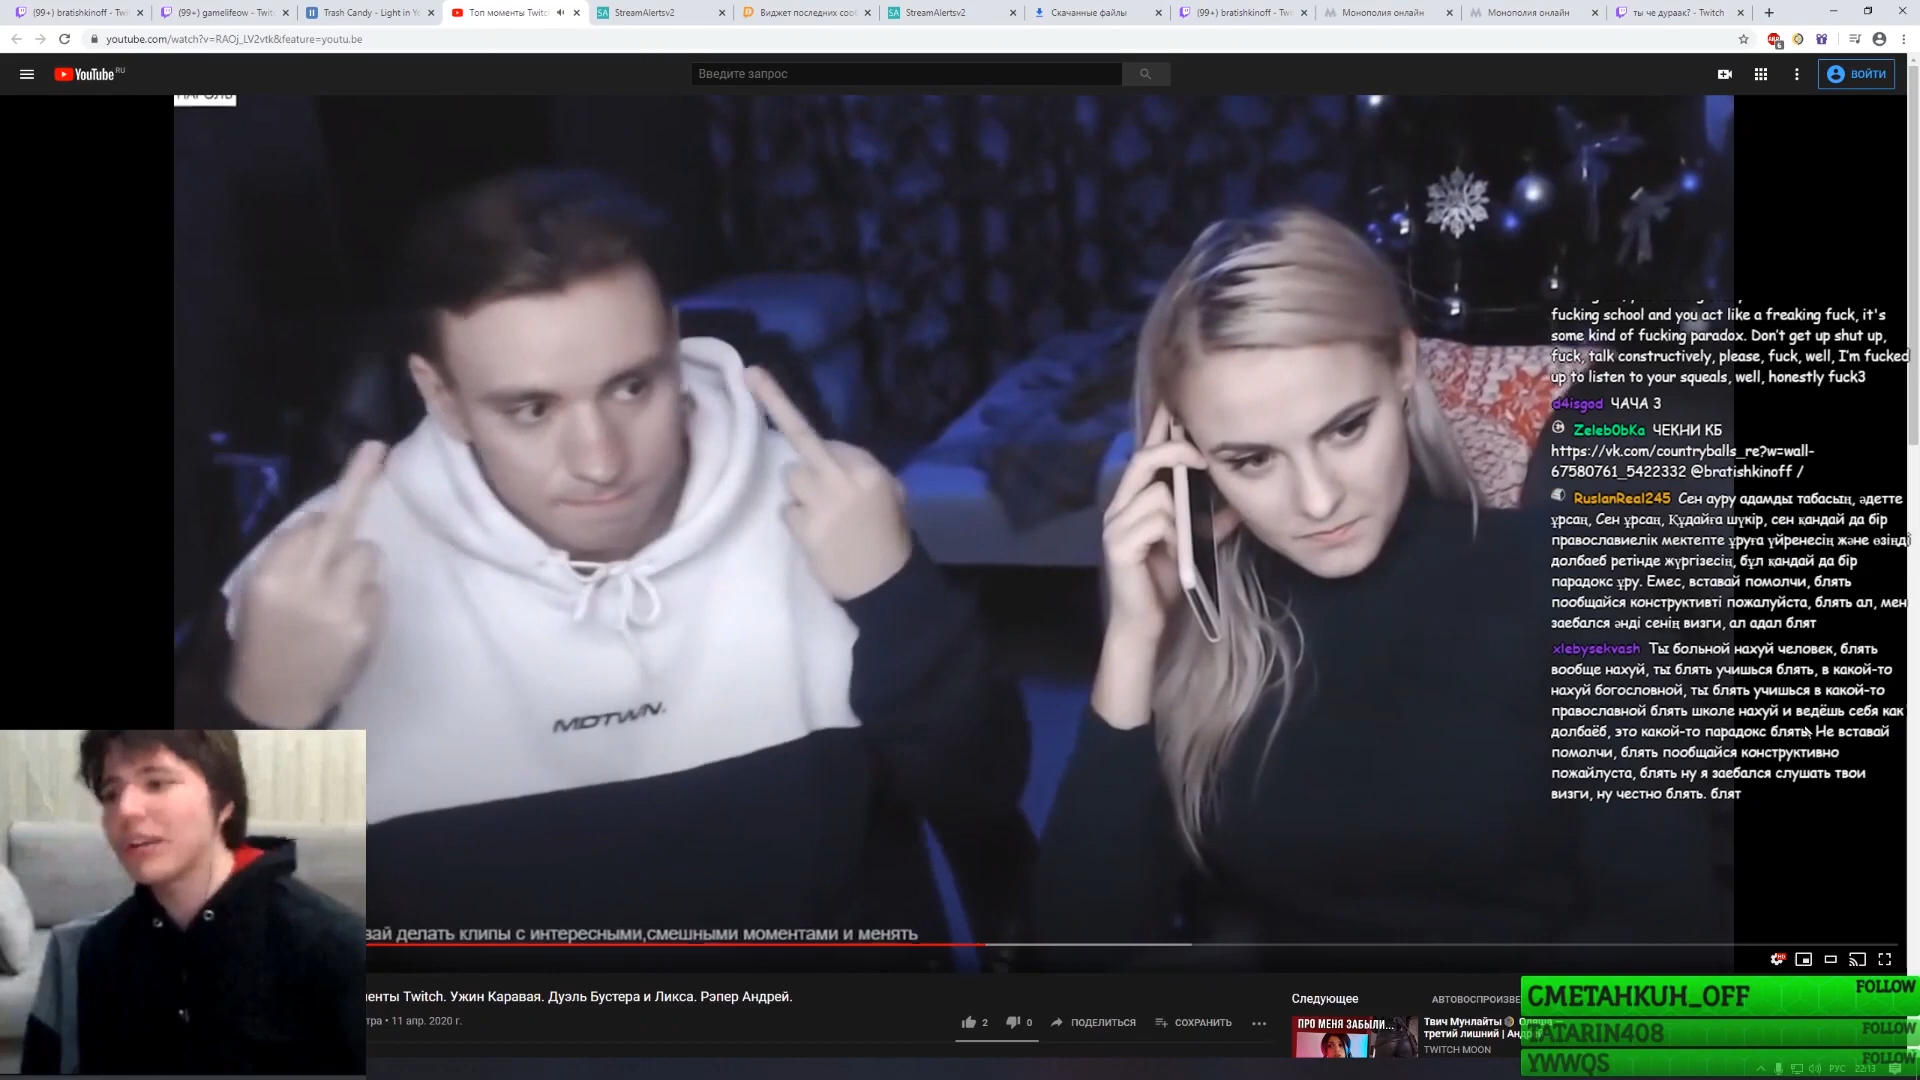 (99+) bratishkinoff - Twi
(99+) gamelifeow - Twitc
Trash Candy - Light in Yo
Топ моменты Twitch
StreamAlertsv2
Виджет последних сооб
StreamAlertsv2
Скачанные файлы
(99+) bratishkinoff - Twit
Монополия онлайн
Монополия онлайн
ты че дураак? - Twitch
youtube.com/watch?v=RAOj_LV2vtk&feature=youtu.be
YouTube RU
Введите запрос
ВОЙТИ
fucking school and you act like a freaking fuck, it's
some kind of fucking paradox. Don't get up shut up,
fuck, talk constructively, please, fuck, well, I'm fucked
up to listen to your squeals, well, honestly fuck3
d4isgod ЧАЧА 3
Zeleb0bKa ЧЕКНИ КБ
https://vk.com/countryballs_re?w=wall-
67580761_5422332 @bratishkinoff /
RuslanReal245 Сен ауру адамды табасың, әдетте
ұрсаң, Сен ұрсаң, Құдайға шүкір, сен қандай да бір
православиелік мектепте ұруға үйренесің және өзіңді
долбаеб ретінде жүргізесің, бұл қандай да бір
парадокс ұру. Емес, вставай помолчи, блять
пообщайся конструктивті пожалуйста, блять ал, мен
заебался әнді сенің визги, ал адал блят
xlebysekvash Ты больной нахуй человек, блять
вообще нахуй, ты блять учишься блять, в какой-то
нахуй богословной, ты блять учишься в какой-то
православной блять школе нахуй и ведёшь себя как
долбаёб, это какой-то парадокс блять. Не вставай
помолчи, блять пообщайся конструктивно
пожайлуста, блять ну я заебался слушать твои
визги, ну честно блять. блят
MDTWN.
вай делать клипы с интересными,смешными моментами и менять
менты Twitch. Ужин Каравая. Дуэль Бустера и Ликса. Рэпер Андрей.
тра • 11 апр. 2020 г.
2
0
ПОДЕЛИТЬСЯ
СОХРАНИТЬ
Следующее
АВТОВОСПРОИЗВЕ
ПРО МЕНЯ ЗАБЫЛИ...
Твич Мунлайты
третий лишний | Анд
TWITCH MOON
CMETAHKUH_OFF
FOLLOW
TATARIN408
FOLLOW
YWWQS
FOLLOW
РУС
22:13